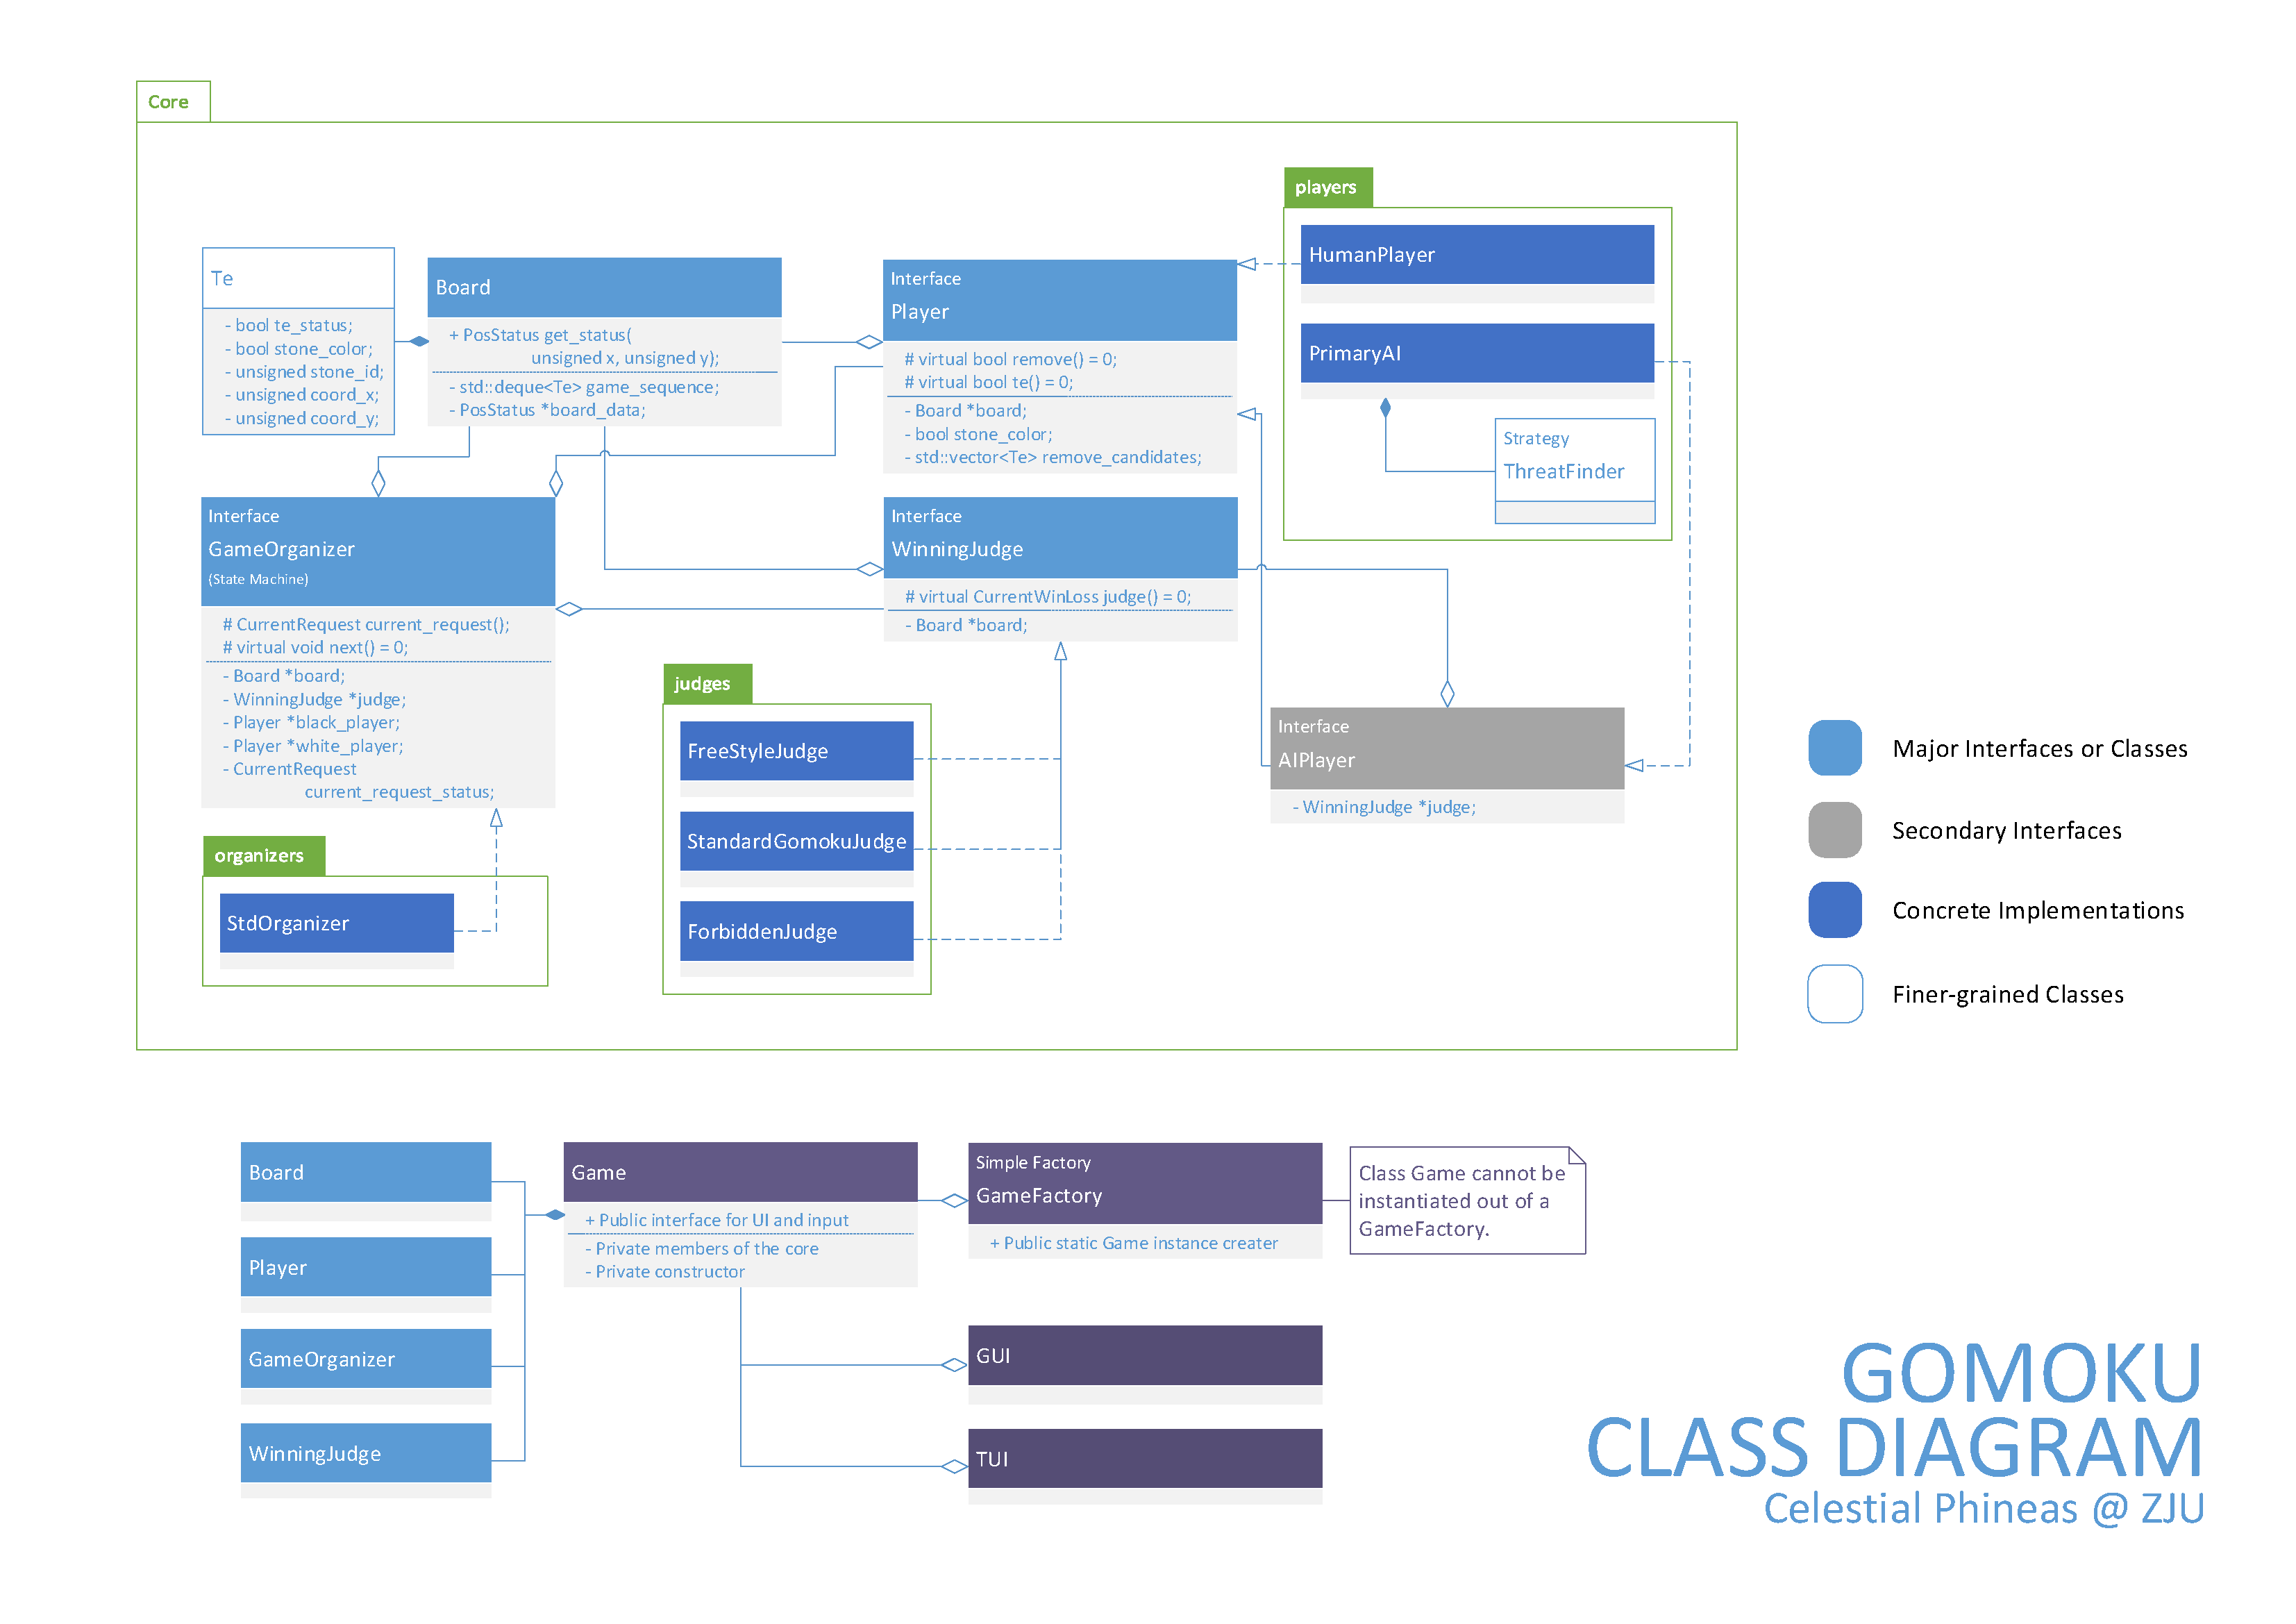 Core
players
HumanPlayer
PrimaryAI
Strategy
ThreatFinder
Te
- bool te_status;
- bool stone_color;
- unsigned stone_id;
- unsigned coord_x;
- unsigned coord_y;
Board
+ PosStatus get_status(
unsigned x, unsigned y);
- std::deque<Te> game_sequence;
- PosStatus *board_data;
Interface
Player
# virtual bool remove() = 0;
# virtual bool te() = 0;
- Board *board;
- bool stone_color;
- std::vector<Te> remove_candidates;
Interface
GameOrganizer
(State Machine)
# CurrentRequest current_request();
# virtual void next() = 0;
- Board *board;
- WinningJudge *judge;
- Player *black_player;
- Player *white_player;
- CurrentRequest
current_request_status;
Interface
WinningJudge
# virtual CurrentWinLoss judge() = 0;
- Board *board;
judges
FreeStyleJudge
StandardGomokuJudge
ForbiddenJudge
Interface
AIPlayer
- WinningJudge *judge;
organizers
StdOrganizer
Major Interfaces or Classes
Secondary Interfaces
Concrete Implementations
Finer-grained Classes
Board
Player
GameOrganizer
WinningJudge
Game
+ Public interface for UI and input
- Private members of the core
- Private constructor
Simple Factory
GameFactory
+ Public static Game instance creater
Class Game cannot be
instantiated out of a
GameFactory.
GUI
TUI
GOMOKU
CLASS DIAGRAM
Celestial Phineas @ ZJU